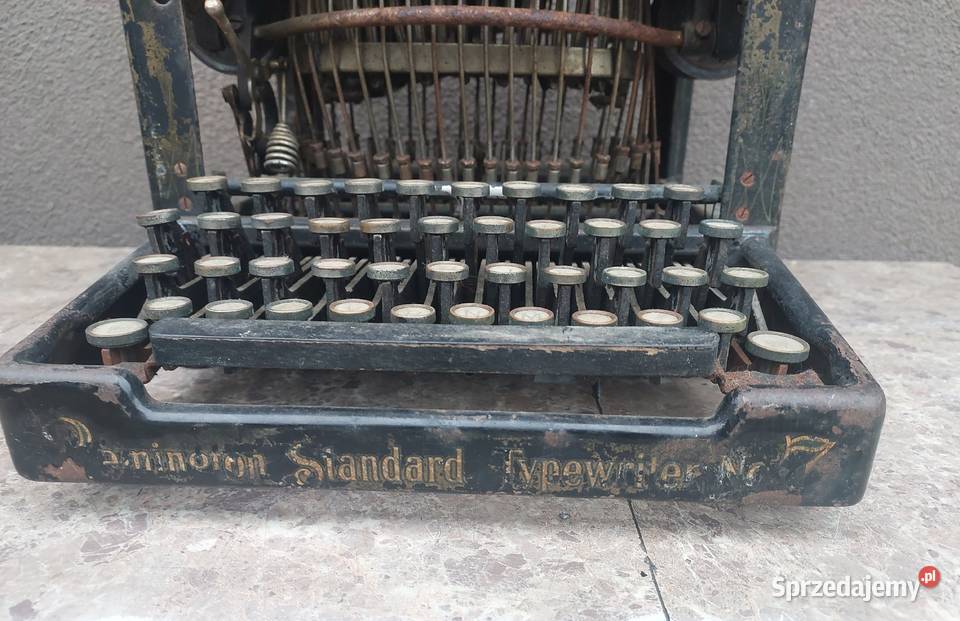 Remington Standard Typewriter No 7
Sprzedajemy.pl